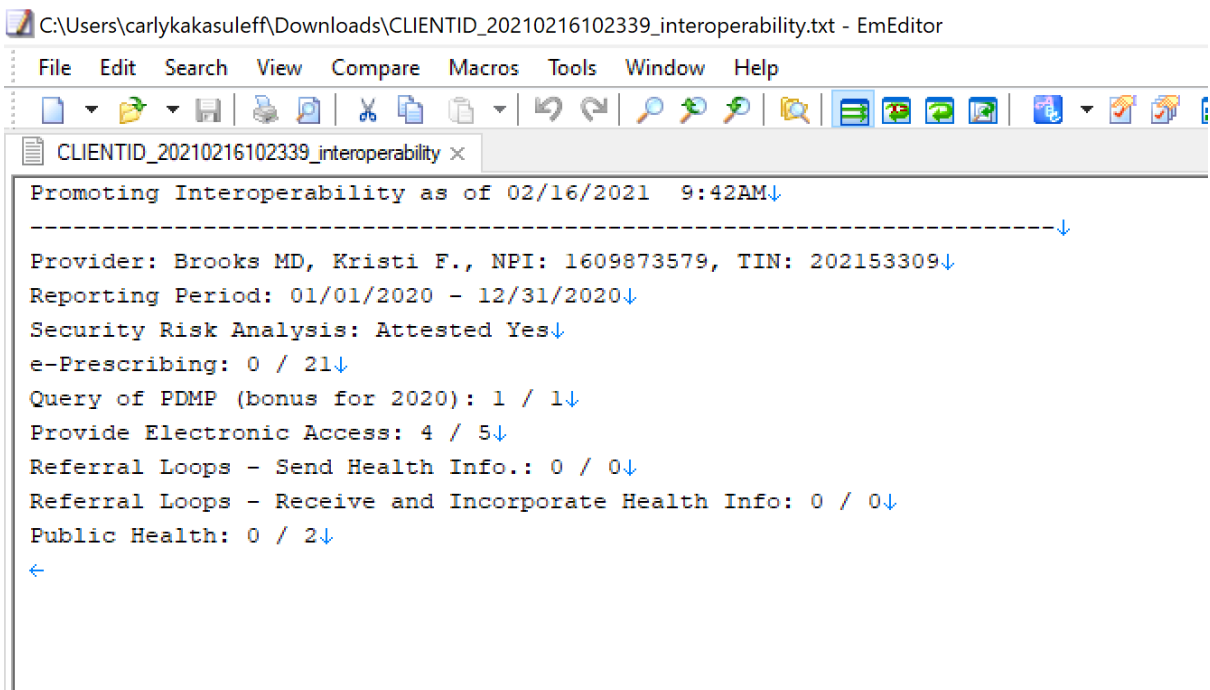 C:\Users\carlykakasuleff\Downloads\CLIENTID_20210216102339_interoperability.txt - EmEditor
File Edit Search View Compare Macros Tools Window Help
CLIENTID_20210216102339_interoperability ×
Promoting Interoperability as of 02/16/2021  9:42AM↓
-----------------------------------------------------------------------↓
Provider: Brooks MD, Kristi F., NPI: 1609873579, TIN: 202153309↓
Reporting Period: 01/01/2020 - 12/31/2020↓
Security Risk Analysis: Attested Yes↓
e-Prescribing: 0 / 21↓
Query of PDMP (bonus for 2020): 1 / 1↓
Provide Electronic Access: 4 / 5↓
Referral Loops - Send Health Info.: 0 / 0↓
Referral Loops - Receive and Incorporate Health Info: 0 / 0↓
Public Health: 0 / 2↓
←